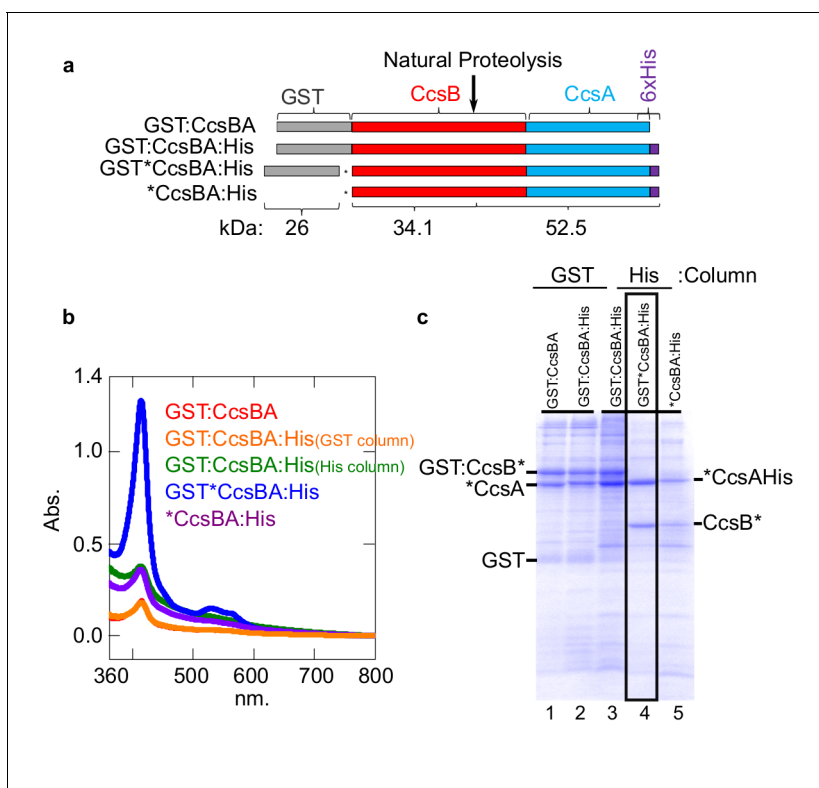 a
Natural Proteolysis
GST
CcsB
CcsA
6xHis
GST:CcsBA
GST:CcsBA:His
GST*CcsBA:His
*CcsBA:His
*
*
kDa: 26 34.1 52.5
b
1.4
1.0
0.5
0.0
Abs.
360 500 600 700 800
nm.
GST:CcsBA
GST:CcsBA:His(GST column)
GST:CcsBA:His(His column)
GST*CcsBA:His
*CcsBA:His
c
GST His :Column
GST:CcsBA
GST:CcsBA:His
GST:CcsBA:His
GST*CcsBA:His
*CcsBA:His
GST:CcsB*
*CcsA
GST
*CcsAHis
CcsB*
1 2 3 4 5